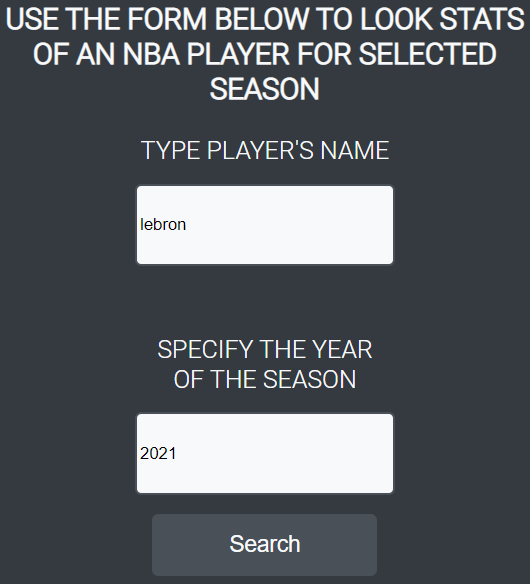 USE THE FORM BELOW TO LOOK STATS
OF AN NBA PLAYER FOR SELECTED
SEASON
TYPE PLAYER'S NAME
lebron
SPECIFY THE YEAR
OF THE SEASON
2021
Search